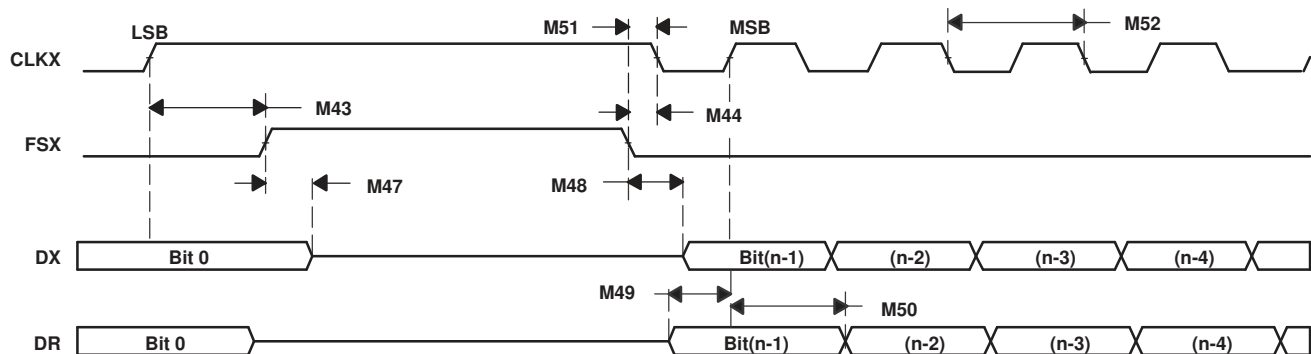 LSB
M51
MSB
M52
CLKX
M43
M44
FSX
M47
M48
DX
Bit 0
Bit(n-1)
(n-2)
(n-3)
(n-4)
M49
M50
DR
Bit 0
Bit(n-1)
(n-2)
(n-3)
(n-4)